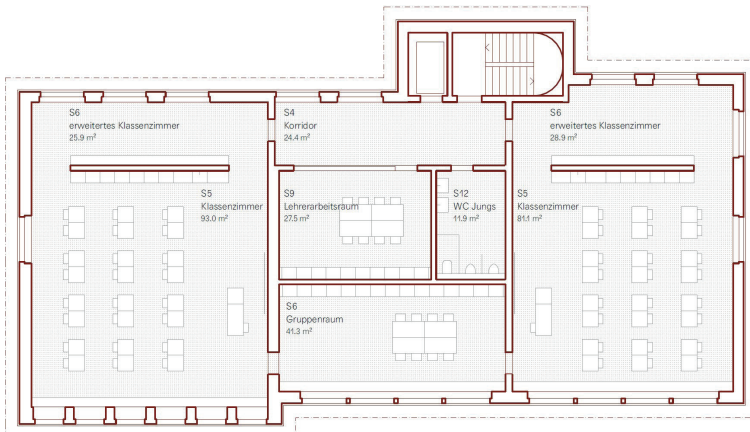 S6
erweitertes Klassenzimmer
25.9 m²
S4
Korridor
24.4 m²
S6
erweitertes Klassenzimmer
28.9 m²
S5
Klassenzimmer
93.0 m²
S9
Lehrerarbeitsraum
27.5 m²
S12
WC Jungs
11.9 m²
S5
Klassenzimmer
81.1 m²
S6
Gruppenraum
41.3 m²